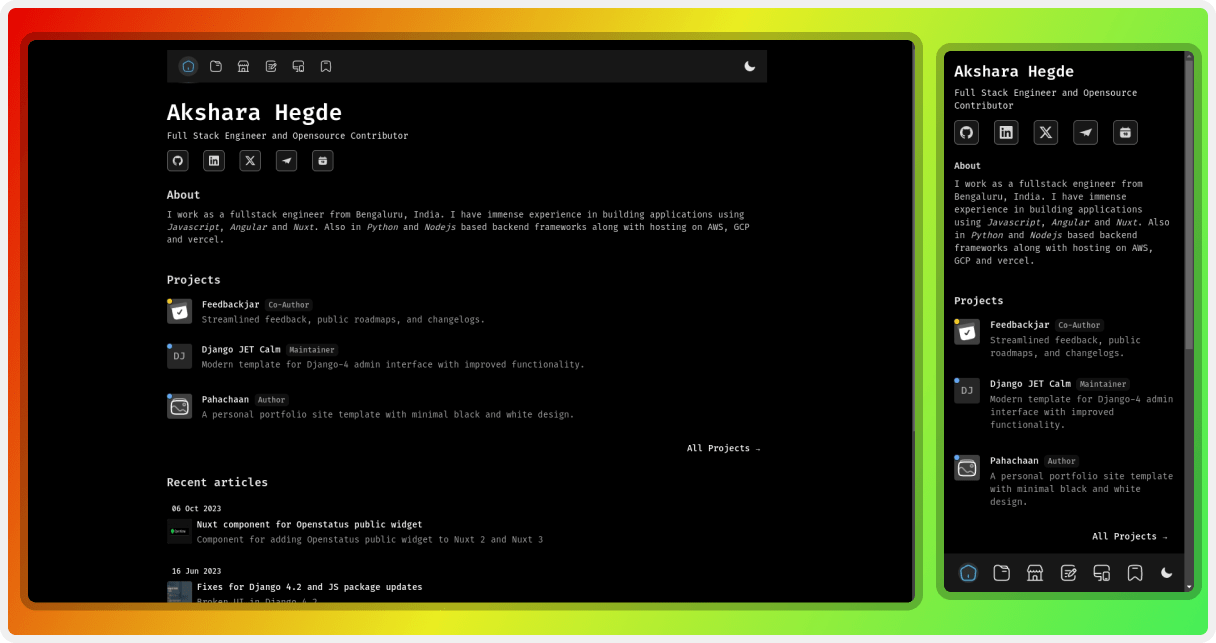 Akshara Hegde
Full Stack Engineer and Opensource Contributor
About
I work as a fullstack engineer from Bengaluru, India. I have immense experience in building applications using
Javascript, Angular and Nuxt. Also in Python and Nodejs based backend frameworks along with hosting on AWS, GCP
and vercel.
Projects
Feedbackjar Co-Author
Streamlined feedback, public roadmaps, and changelogs.
DJ
Django JET Calm Maintainer
Modern template for Django-4 admin interface with improved functionality.
Pahachaan Author
A personal portfolio site template with minimal black and white design.
All Projects →
Recent articles
06 Oct 2023
Nuxt component for Openstatus public widget
Component for adding Openstatus public widget to Nuxt 2 and Nuxt 3
16 Jun 2023
Fixes for Django 4.2 and JS package updates
Broken UI in Django 4.2
Akshara Hegde
Full Stack Engineer and Opensource
Contributor
About
I work as a fullstack engineer from
Bengaluru, India. I have immense
experience in building applications
using Javascript, Angular and Nuxt. Also
in Python and Nodejs based backend
frameworks along with hosting on AWS,
GCP and vercel.
Projects
Feedbackjar Co-Author
Streamlined feedback, public
roadmaps, and changelogs.
DJ
Django JET Calm Maintainer
Modern template for Django-4 admin
interface with improved
functionality.
Pahachaan Author
A personal portfolio site template
with minimal black and white
design.
All Projects →